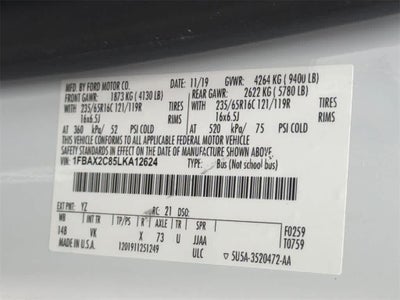 MFD. BY FORD MOTOR CO.
11/19 GVWR: 4264 KG (9400 LB)
FRONT GAWR: 1873 KG (4130 LB) REAR GAWR: 2622 KG (5780 LB)
235/65R16C 121/119R TIRES 235/65R16C 121/119R TIRES
16x6.5J RIMS 16x6.5J RIMS
AT 360 kPa / 52 PSI COLD AT 520 kPa / 75 PSI COLD
THIS VEHICLE CONFORMS TO ALL APPLICABLE FEDERAL MOTOR
VEHICLE SAFETY STANDARDS IN EFFECT ON THE DATE OF MANUFACTURE SHOWN ABOVE.
VIN: 1FBAX2C85LKA12624 TYPE: Bus (Not school bus)
EXT PNT: YZ RC: 21 DSO: F0259
WB INT TR TP/PS R AXLE TR SPR T0759
148 VK X 73 U JJAA
MADE IN U.S.A. 1201911251249 ULC 5U5A-3520472-AA